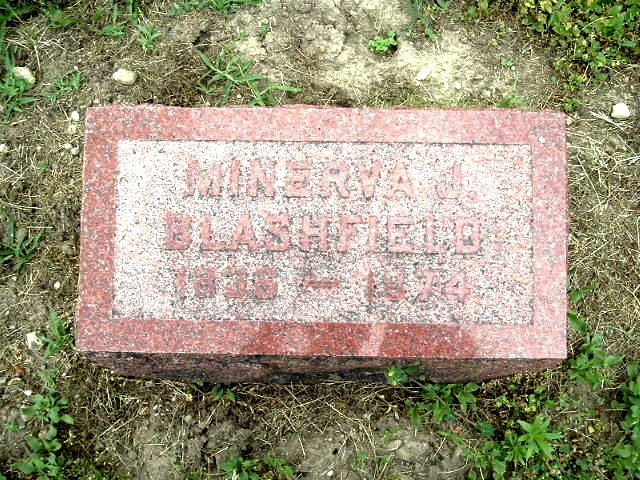 MINERVA J.
BLASHFIELD
1836 — 1874